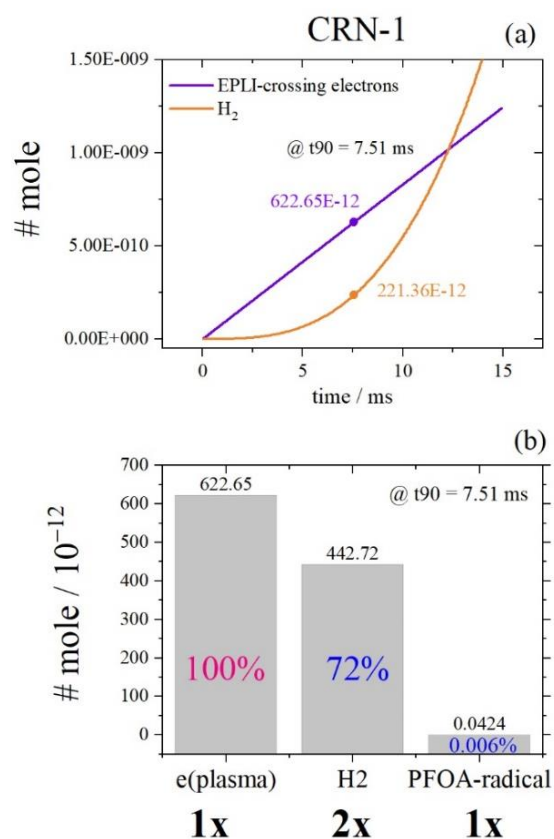 CRN-1
(a)
1.50E-009
EPLI-crossing electrons
H₂
@ t90 = 7.51 ms
1.00E-009
622.65E-12
# mole
5.00E-010
221.36E-12
0.00E+000
0 5 10 15
time / ms
(b)
700
@ t90 = 7.51 ms
622.65
600
500
442.72
400
300
200
100
0
# mole / 10⁻¹²
100%
72%
0.0424
0.006%
e(plasma) H2 PFOA-radical
1x 2x 1x